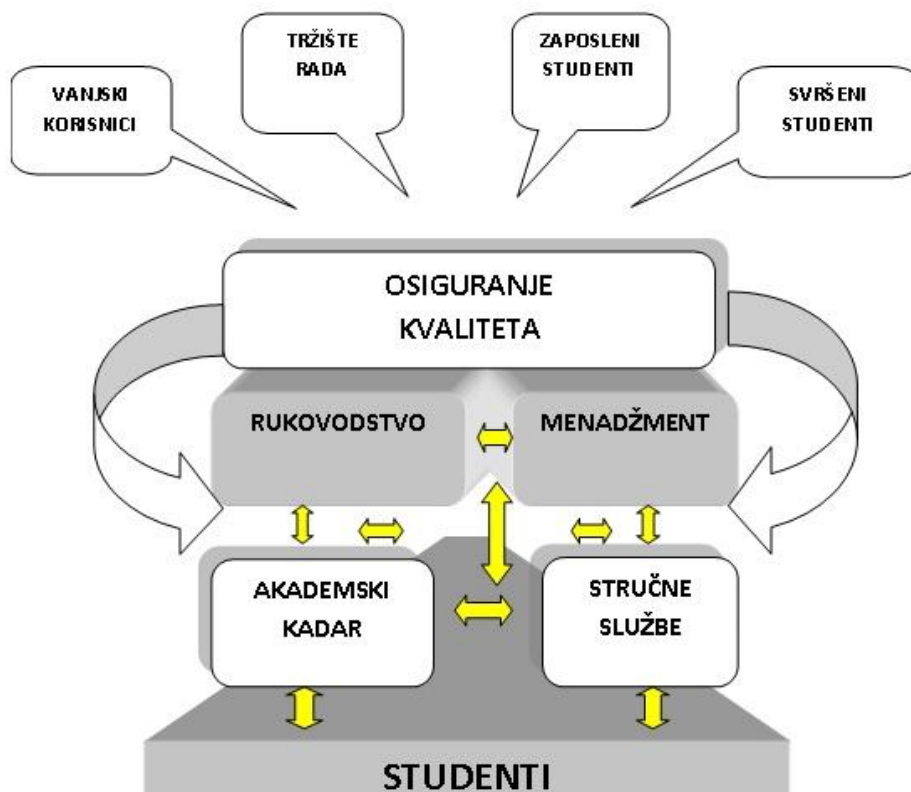 TRŽIŠTE
RADA
ZAPOSLENI
STUDENTI
VANJSKI
KORISNICI
SVRŠENI
STUDENTI
OSIGURANJE
KVALITETA
RUKOVODSTVO
MENADŽMENT
AKADEMSKI
KADAR
STRUČNE
SLUŽBE
STUDENTI